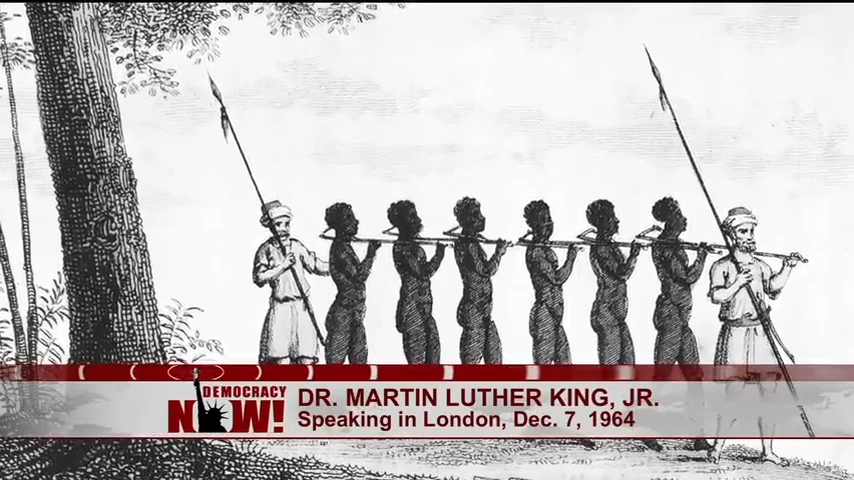 DEMOCRACY
NOW!
DR. MARTIN LUTHER KING, JR.
Speaking in London, Dec. 7, 1964